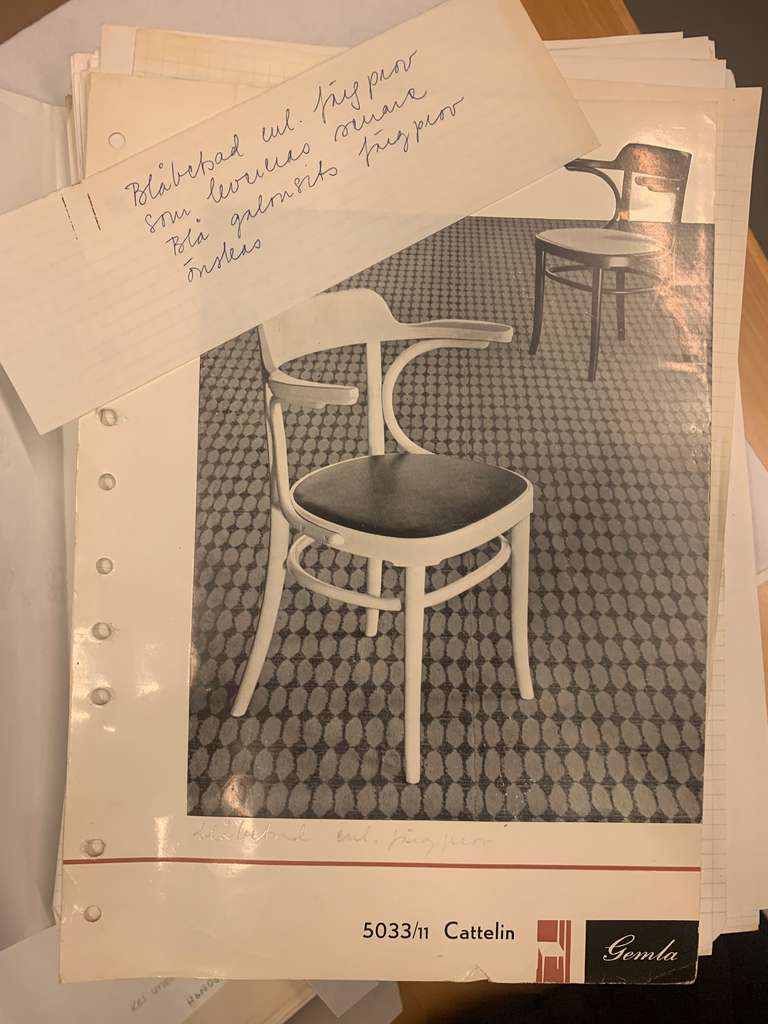 Blåbetsad enl. färgprov
som levereras senare
Blå galonsits färgprov
önskas
Blåbetsad enl. färgprov
5033/11 Cattelin
Gemla